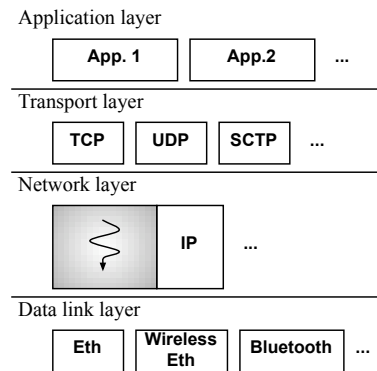 Application layer
App. 1 App.2 ...
Transport layer
TCP UDP SCTP ...
Network layer
IP ...
Data link layer
Eth Wireless Eth Bluetooth ...